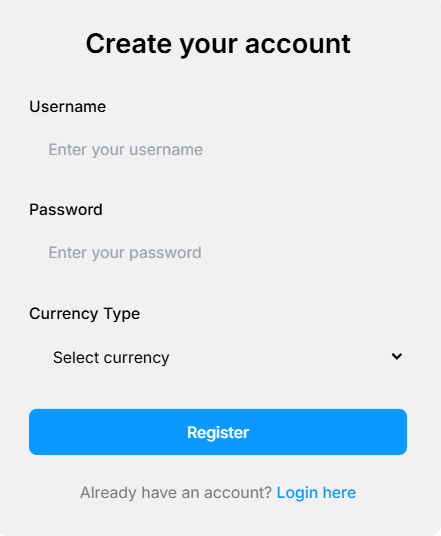 Create your account
Username
Enter your username
Password
Enter your password
Currency Type
Select currency
Register
Already have an account? Login here